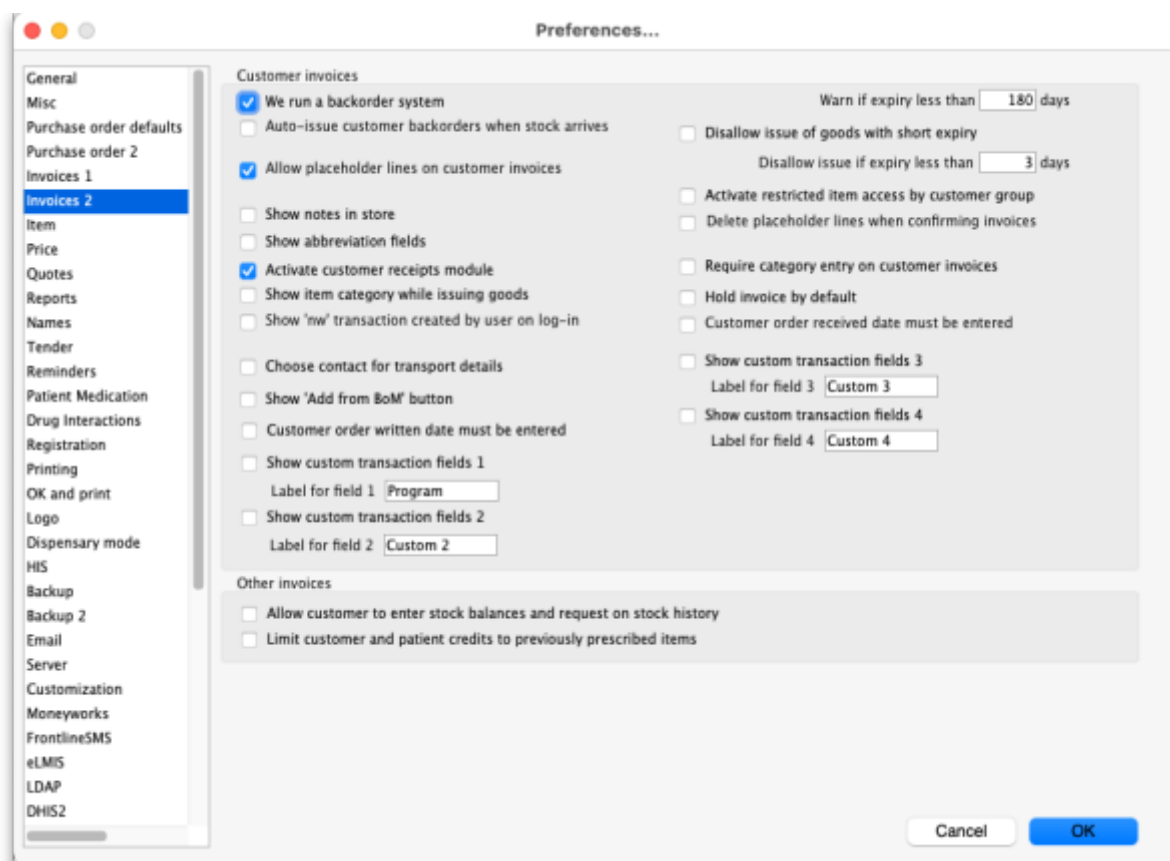 Preferences...
General
Misc
Purchase order defaults
Purchase order 2
Invoices 1
Invoices 2
Item
Price
Quotes
Reports
Names
Tender
Reminders
Patient Medication
Drug Interactions
Registration
Printing
OK and print
Logo
Dispensary mode
HIS
Backup
Backup 2
Email
Server
Customization
Moneyworks
FrontlineSMS
eLMIS
LDAP
DHIS2
Customer invoices
We run a backorder system
Auto-issue customer backorders when stock arrives
Allow placeholder lines on customer invoices
Show notes in store
Show abbreviation fields
Activate customer receipts module
Show item category while issuing goods
Show 'nw' transaction created by user on log-in
Choose contact for transport details
Show 'Add from BoM' button
Customer order written date must be entered
Show custom transaction fields 1
Label for field 1 Program
Show custom transaction fields 2
Label for field 2 Custom 2
Warn if expiry less than 180 days
Disallow issue of goods with short expiry
Disallow issue if expiry less than 3 days
Activate restricted item access by customer group
Delete placeholder lines when confirming invoices
Require category entry on customer invoices
Hold invoice by default
Customer order received date must be entered
Show custom transaction fields 3
Label for field 3 Custom 3
Show custom transaction fields 4
Label for field 4 Custom 4
Other invoices
Allow customer to enter stock balances and request on stock history
Limit customer and patient credits to previously prescribed items
Cancel
OK